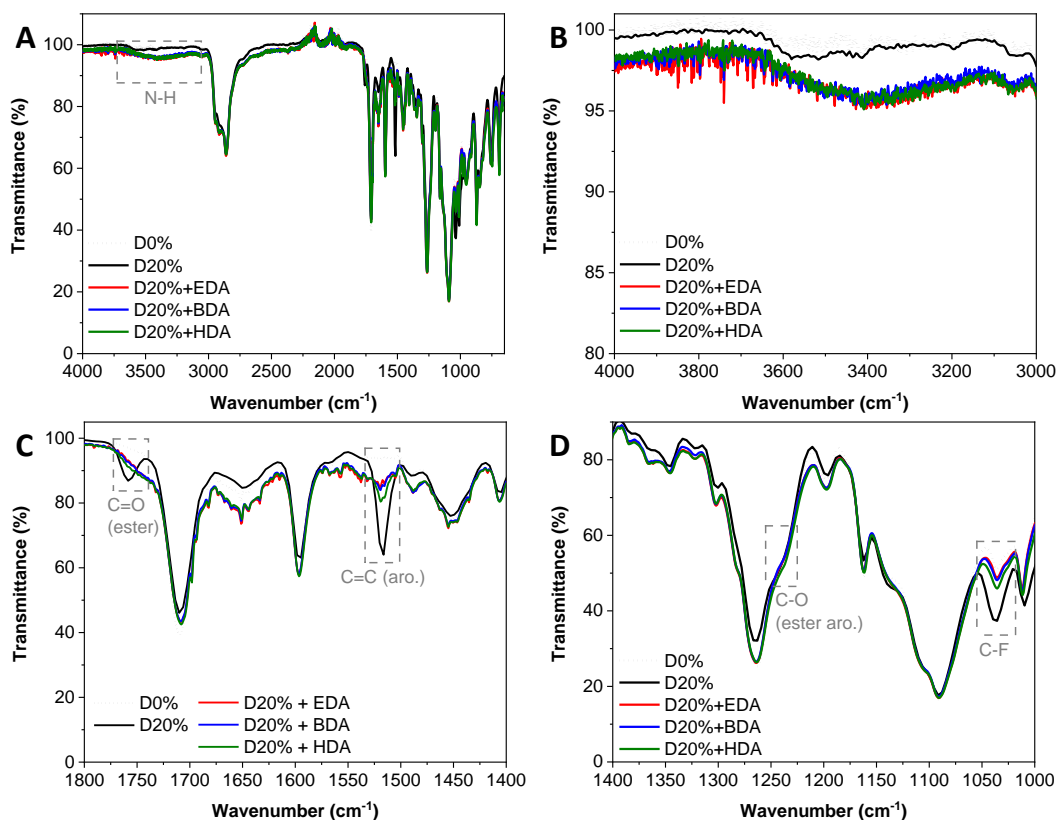 A
Transmittance (%)
100
80
60
40
20
0
N-H
D0%
D20%
D20%+EDA
D20%+BDA
D20%+HDA
4000 3500 3000 2500 2000 1500 1000
Wavenumber (cm-1)
B
Transmittance (%)
100
95
90
85
80
D0%
D20%
D20%+EDA
D20%+BDA
D20%+HDA
4000 3800 3600 3400 3200 3000
Wavenumber (cm-1)
C
Transmittance (%)
100
80
60
40
20
0
C=O
(ester)
C=C (aro.)
D0%
D20%
D20% + EDA
D20% + BDA
D20% + HDA
1800 1750 1700 1650 1600 1550 1500 1450 1400
Wavenumber (cm-1)
D
Transmittance (%)
80
60
40
20
0
C-O
(ester aro.)
C-F
D0%
D20%
D20%+EDA
D20%+BDA
D20%+HDA
1400 1350 1300 1250 1200 1150 1100 1050 1000
Wavenumber (cm-1)